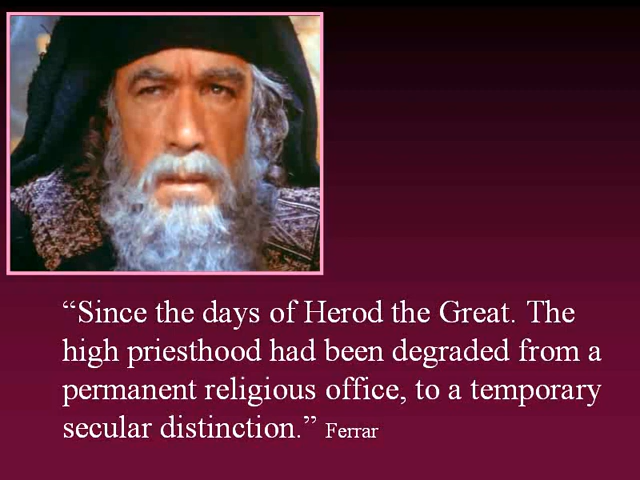 “Since the days of Herod the Great. The
high priesthood had been degraded from a
permanent religious office, to a temporary
secular distinction.” Ferrar